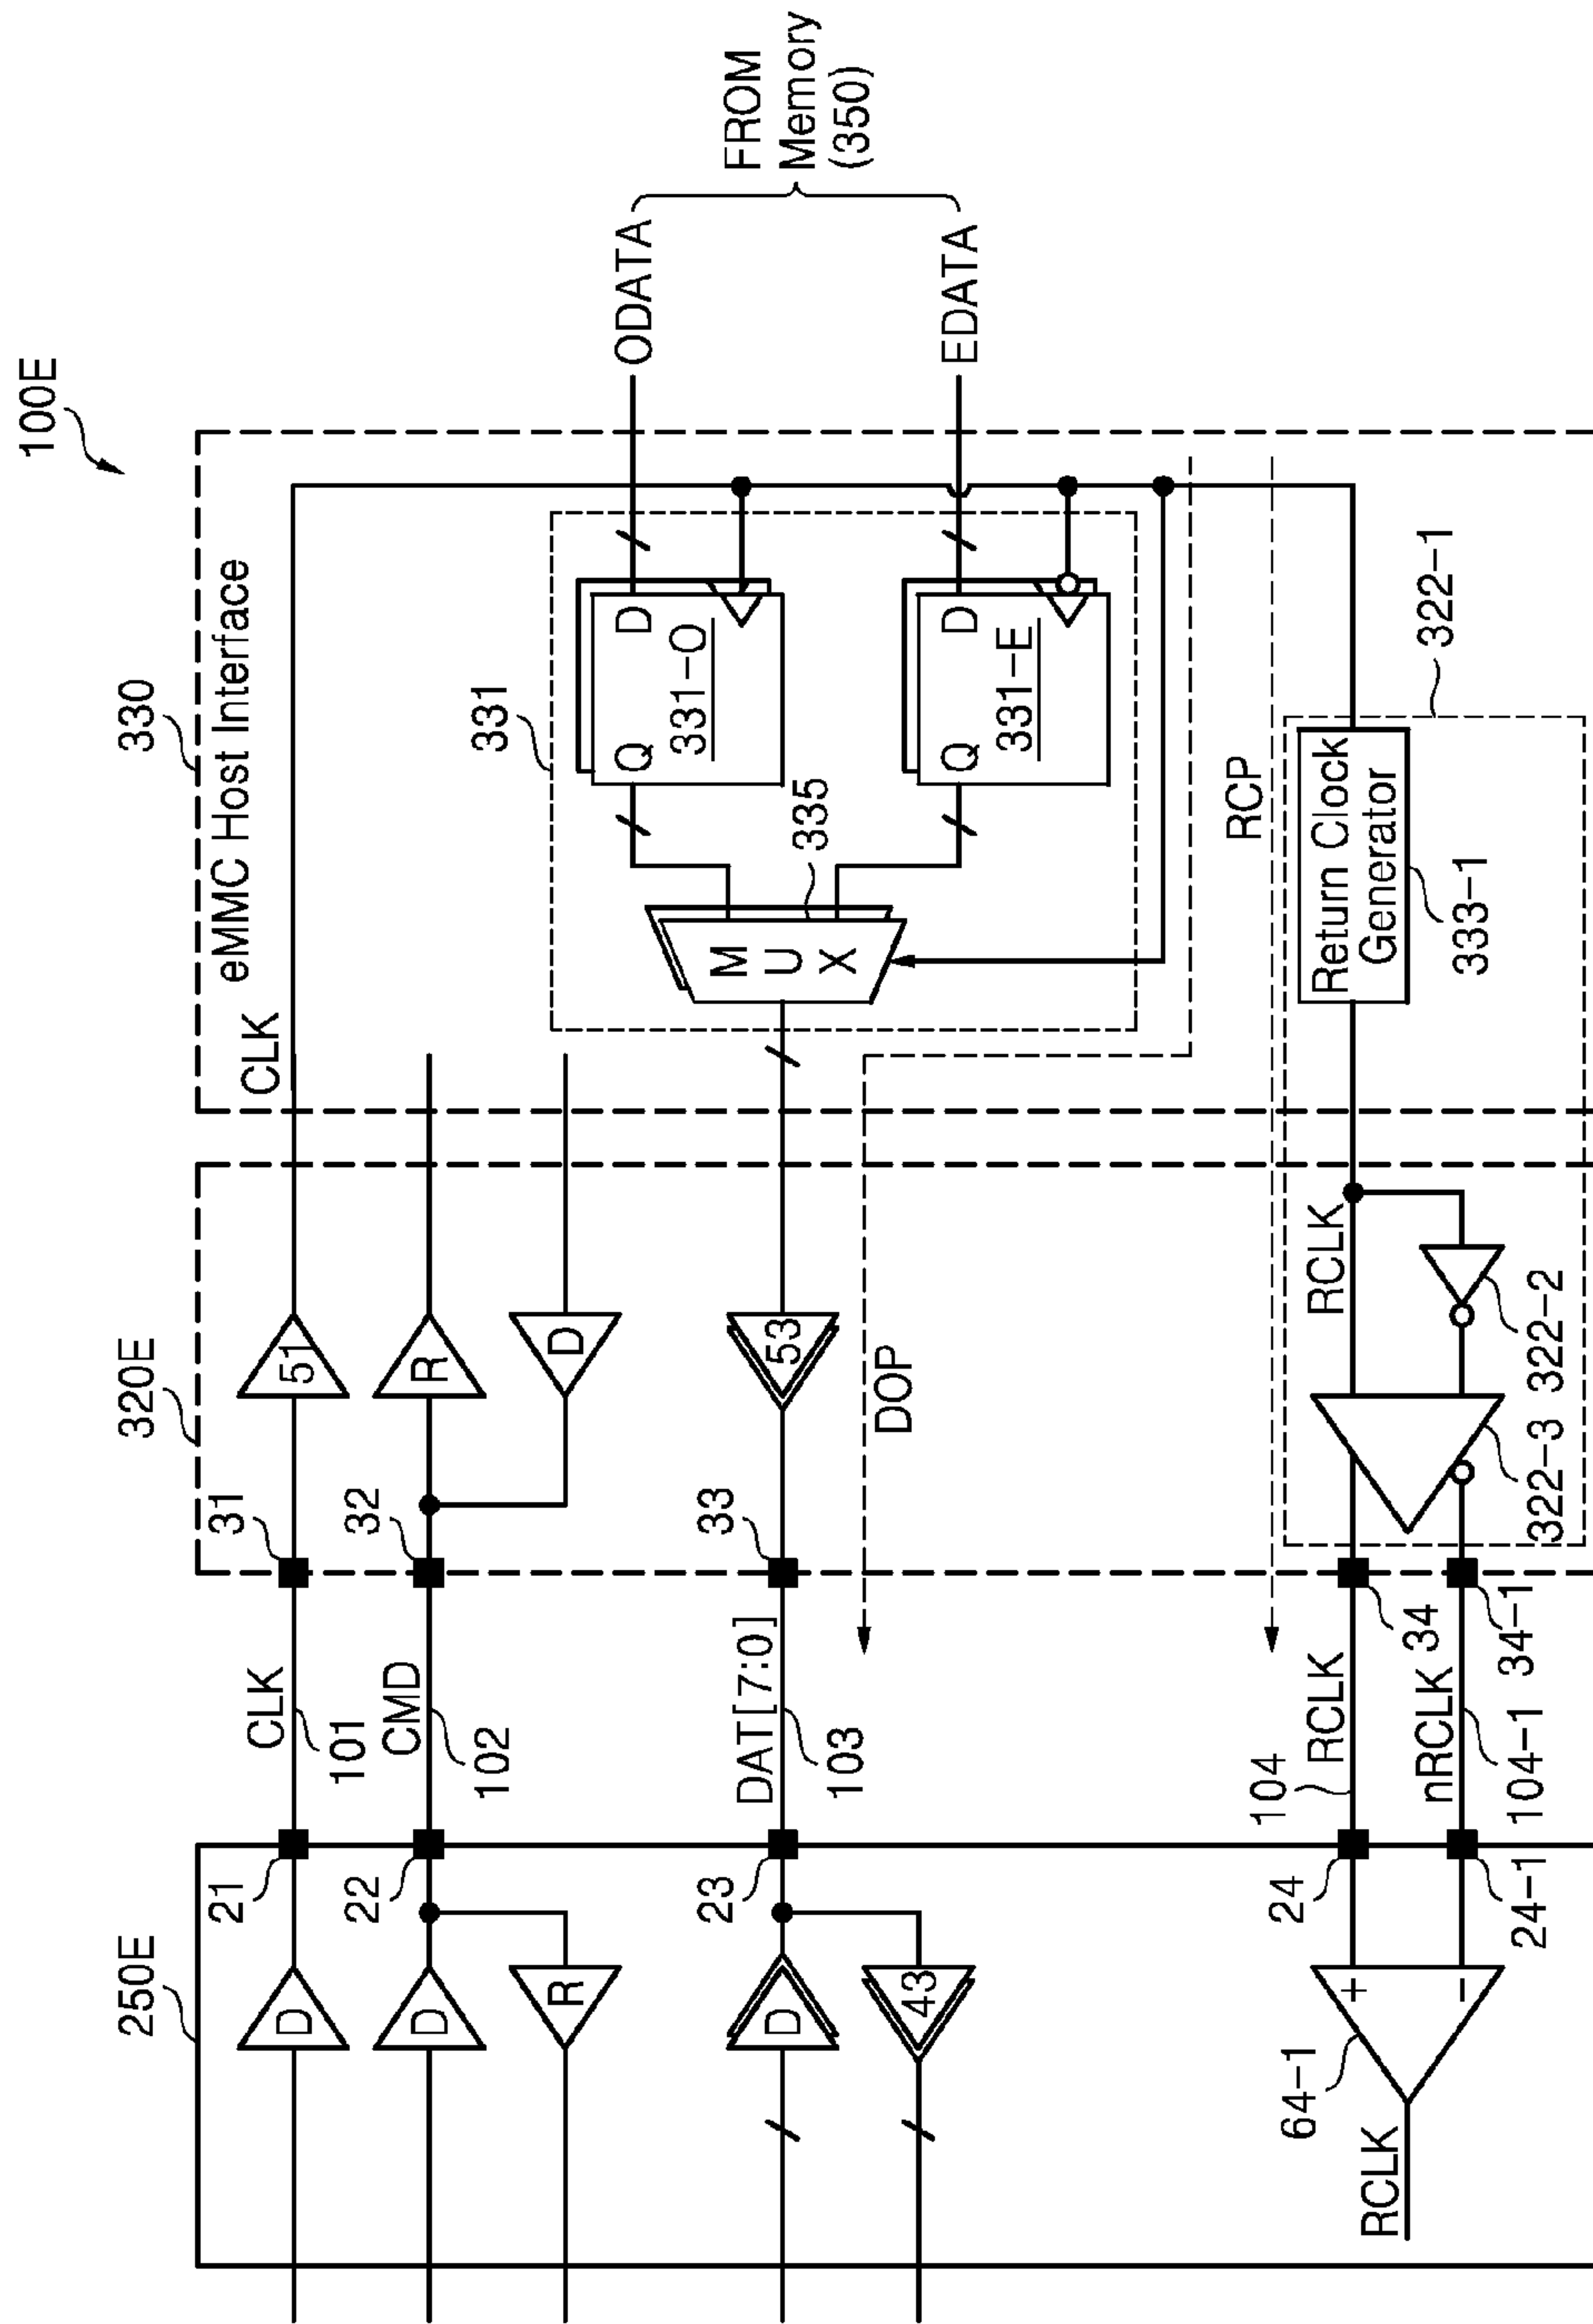 100E
250E
320E
330
eMMC Host Interface
D
21
CLK
101
31
51
CLK
D
22
CMD
102
32
R
R
D
331
D
23
DAT[7:0]
103
33
53
43
MUX
335
Q
D
331-O
ODATA
Q
D
331-E
EDATA
FROM
Memory
(350)
DOP
RCP
64-1
+
-
RCLK
24
24-1
104
RCLK
nRCLK
104-1
34
34-1
RCLK
322-3
322-2
Return Clock
Generator
333-1
322-1